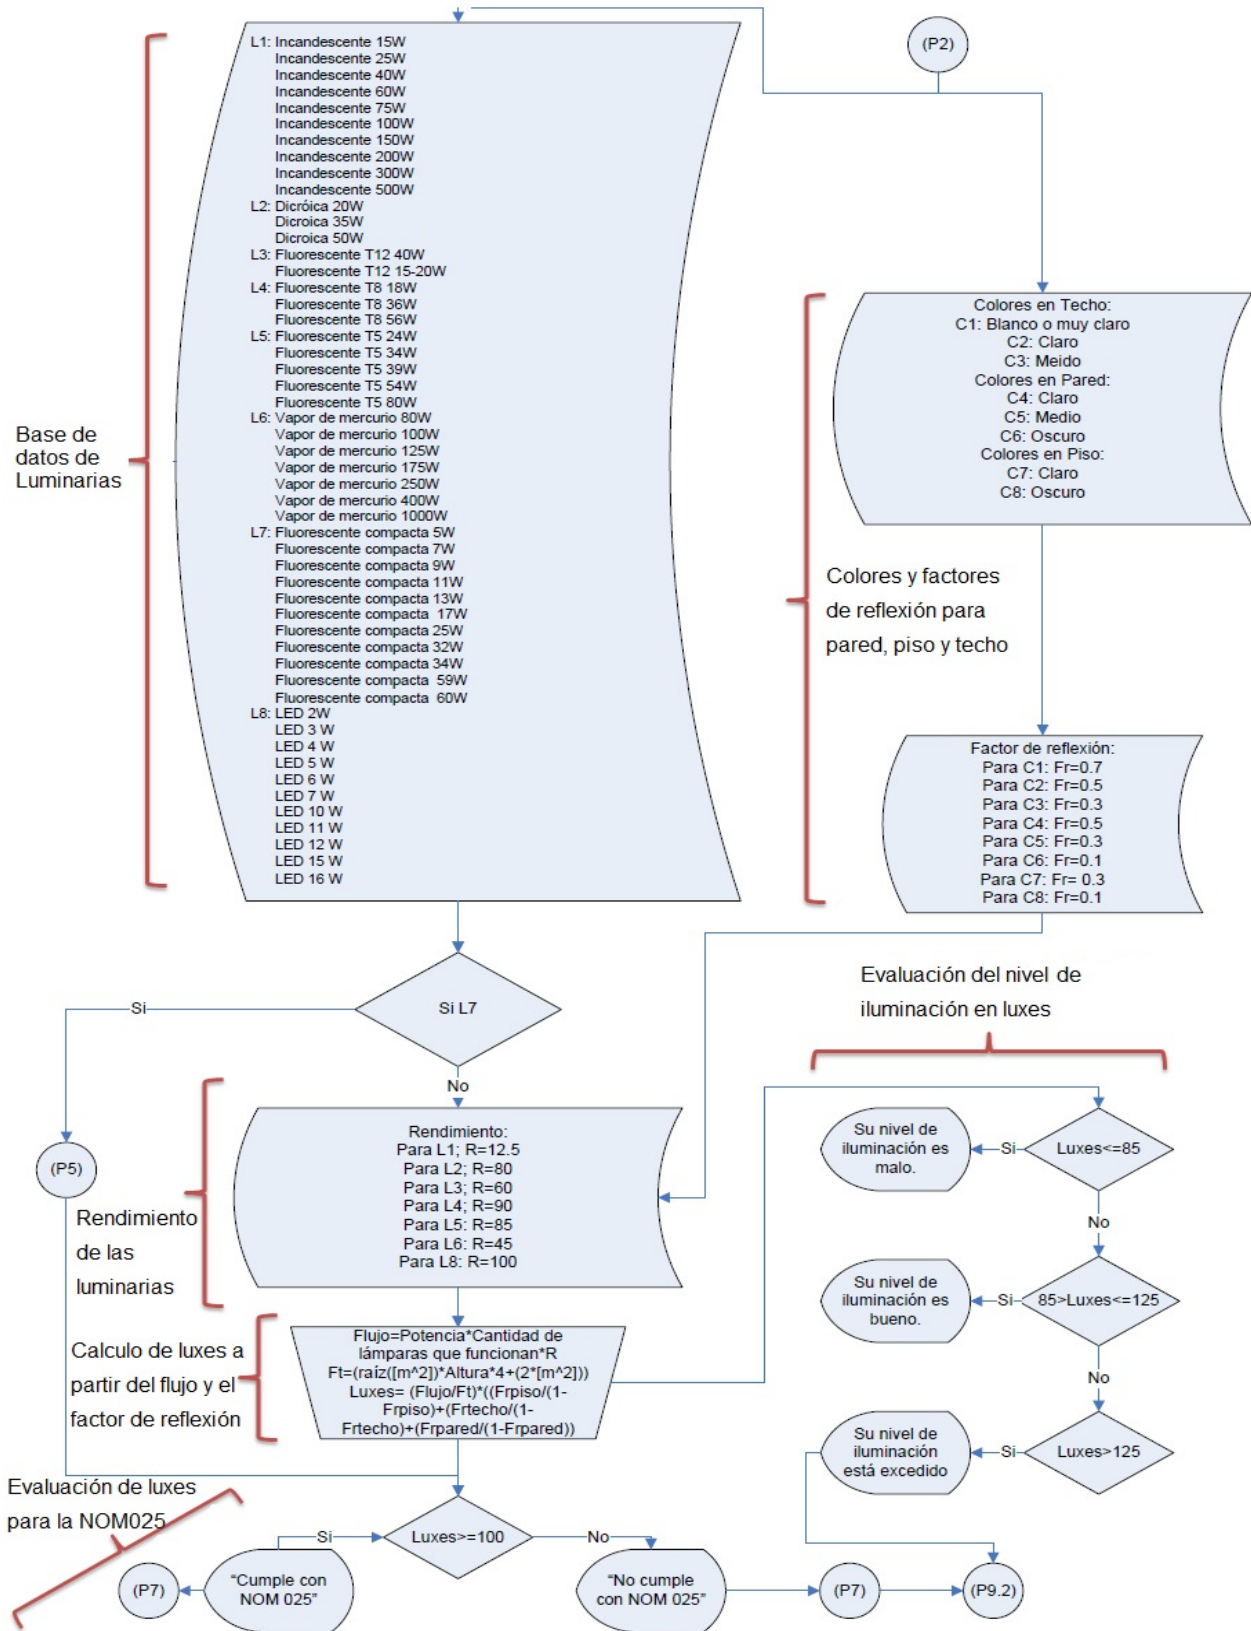 (P2)
L1: Incandescente 15W
Incandescente 25W
Incandescente 40W
Incandescente 60W
Incandescente 75W
Incandescente 100W
Incandescente 150W
Incandescente 200W
Incandescente 300W
Incandescente 500W
L2: Dicróica 20W
Dicroica 35W
Dicroica 50W
L3: Fluorescente T12 40W
Fluorescente T12 15-20W
L4: Fluorescente T8 18W
Fluorescente T8 36W
Fluorescente T8 56W
L5: Fluorescente T5 24W
Fluorescente T5 34W
Fluorescente T5 39W
Fluorescente T5 54W
Fluorescente T5 80W
L6: Vapor de mercurio 80W
Vapor de mercurio 100W
Vapor de mercurio 125W
Vapor de mercurio 175W
Vapor de mercurio 250W
Vapor de mercurio 400W
Vapor de mercurio 1000W
L7: Fluorescente compacta 5W
Fluorescente compacta 7W
Fluorescente compacta 9W
Fluorescente compacta 11W
Fluorescente compacta 13W
Fluorescente compacta 17W
Fluorescente compacta 25W
Fluorescente compacta 32W
Fluorescente compacta 34W
Fluorescente compacta 59W
Fluorescente compacta 60W
L8: LED 2W
LED 3 W
LED 4 W
LED 5 W
LED 6 W
LED 7 W
LED 10 W
LED 11 W
LED 12 W
LED 15 W
LED 16 W
Base de
datos de
Luminarias
Colores en Techo:
C1: Blanco o muy claro
C2: Claro
C3: Meido
Colores en Pared:
C4: Claro
C5: Medio
C6: Oscuro
Colores en Piso:
C7: Claro
C8: Oscuro
Colores y factores
de reflexión para
pared, piso y techo
Factor de reflexión:
Para C1: Fr=0.7
Para C2: Fr=0.5
Para C3: Fr=0.3
Para C4: Fr=0.5
Para C5: Fr=0.3
Para C6: Fr=0.1
Para C7: Fr= 0.3
Para C8: Fr=0.1
Si L7
Si
No
(P5)
Rendimiento:
Para L1; R=12.5
Para L2; R=80
Para L3; R=60
Para L4; R=90
Para L5: R=85
Para L6: R=45
Para L8: R=100
Rendimiento
de las
luminarias
Flujo=Potencia*Cantidad de
lámparas que funcionan*R
Ft=(raíz([m^2])*Altura*4+(2*[m^2]))
Luxes= (Flujo/Ft)*((Frpiso/(1-
Frpiso)+(Frtecho/(1-
Frtecho)+(Frpared/(1-Frpared))
Calculo de luxes a
partir del flujo y el
factor de reflexión
Evaluación del nivel de
iluminación en luxes
Luxes<=85
Si
Su nivel de
iluminación es
malo.
No
85>Luxes<=125
Si
Su nivel de
iluminación es
bueno.
No
Luxes>125
Si
Su nivel de
iluminación
está excedido
Evaluación de luxes
para la NOM025
Luxes>=100
Si
No
"Cumple con
NOM 025"
(P7)
"No cumple
con NOM 025"
(P7)
(P9.2)